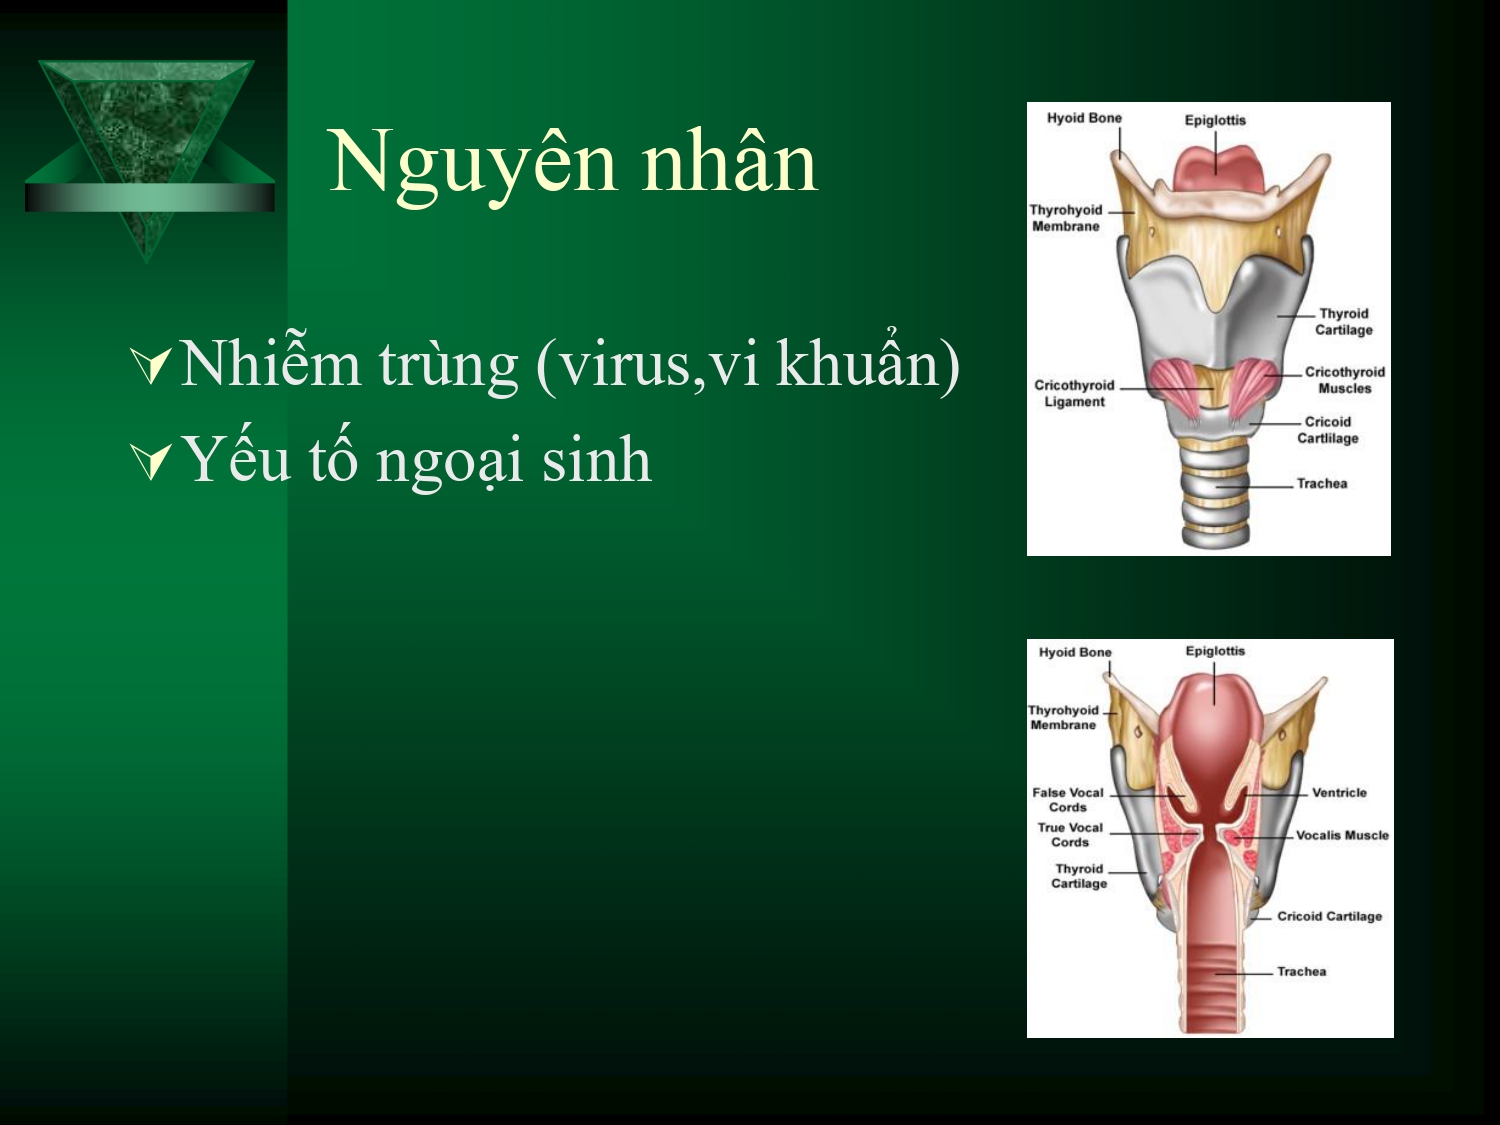 Nguyên nhân
Nhiễm trùng (virus,vi khuẩn)
Yếu tố ngoại sinh
Hyoid Bone
Epiglottis
Thyrohyoid
Membrane
Thyroid
Cartilage
Cricothyroid
Ligament
Cricothyroid
Muscles
Cricoid
Cartlilage
Trachea
Hyoid Bone
Epiglottis
Thyrohyoid
Membrane
False Vocal
Cords
Ventricle
True Vocal
Cords
Vocalis Muscle
Thyroid
Cartilage
Cricoid Cartilage
Trachea